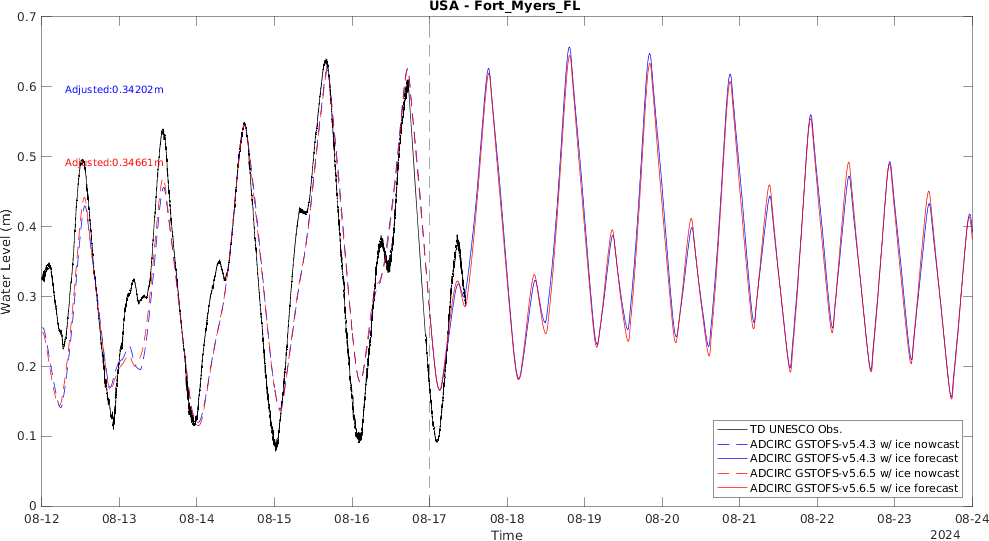 USA - Fort_Myers_FL
0.7
0.6
0.5
0.4
0.3
0.2
0.1
0
Water Level (m)
Adjusted:0.34202m
Adjusted:0.34661m
TD UNESCO Obs.
ADCIRC GSTOFS-v5.4.3 w/ ice nowcast
ADCIRC GSTOFS-v5.4.3 w/ ice forecast
ADCIRC GSTOFS-v5.6.5 w/ ice nowcast
ADCIRC GSTOFS-v5.6.5 w/ ice forecast
08-12 08-13 08-14 08-15 08-16 08-17 08-18 08-19 08-20 08-21 08-22 08-23 08-24
Time
2024